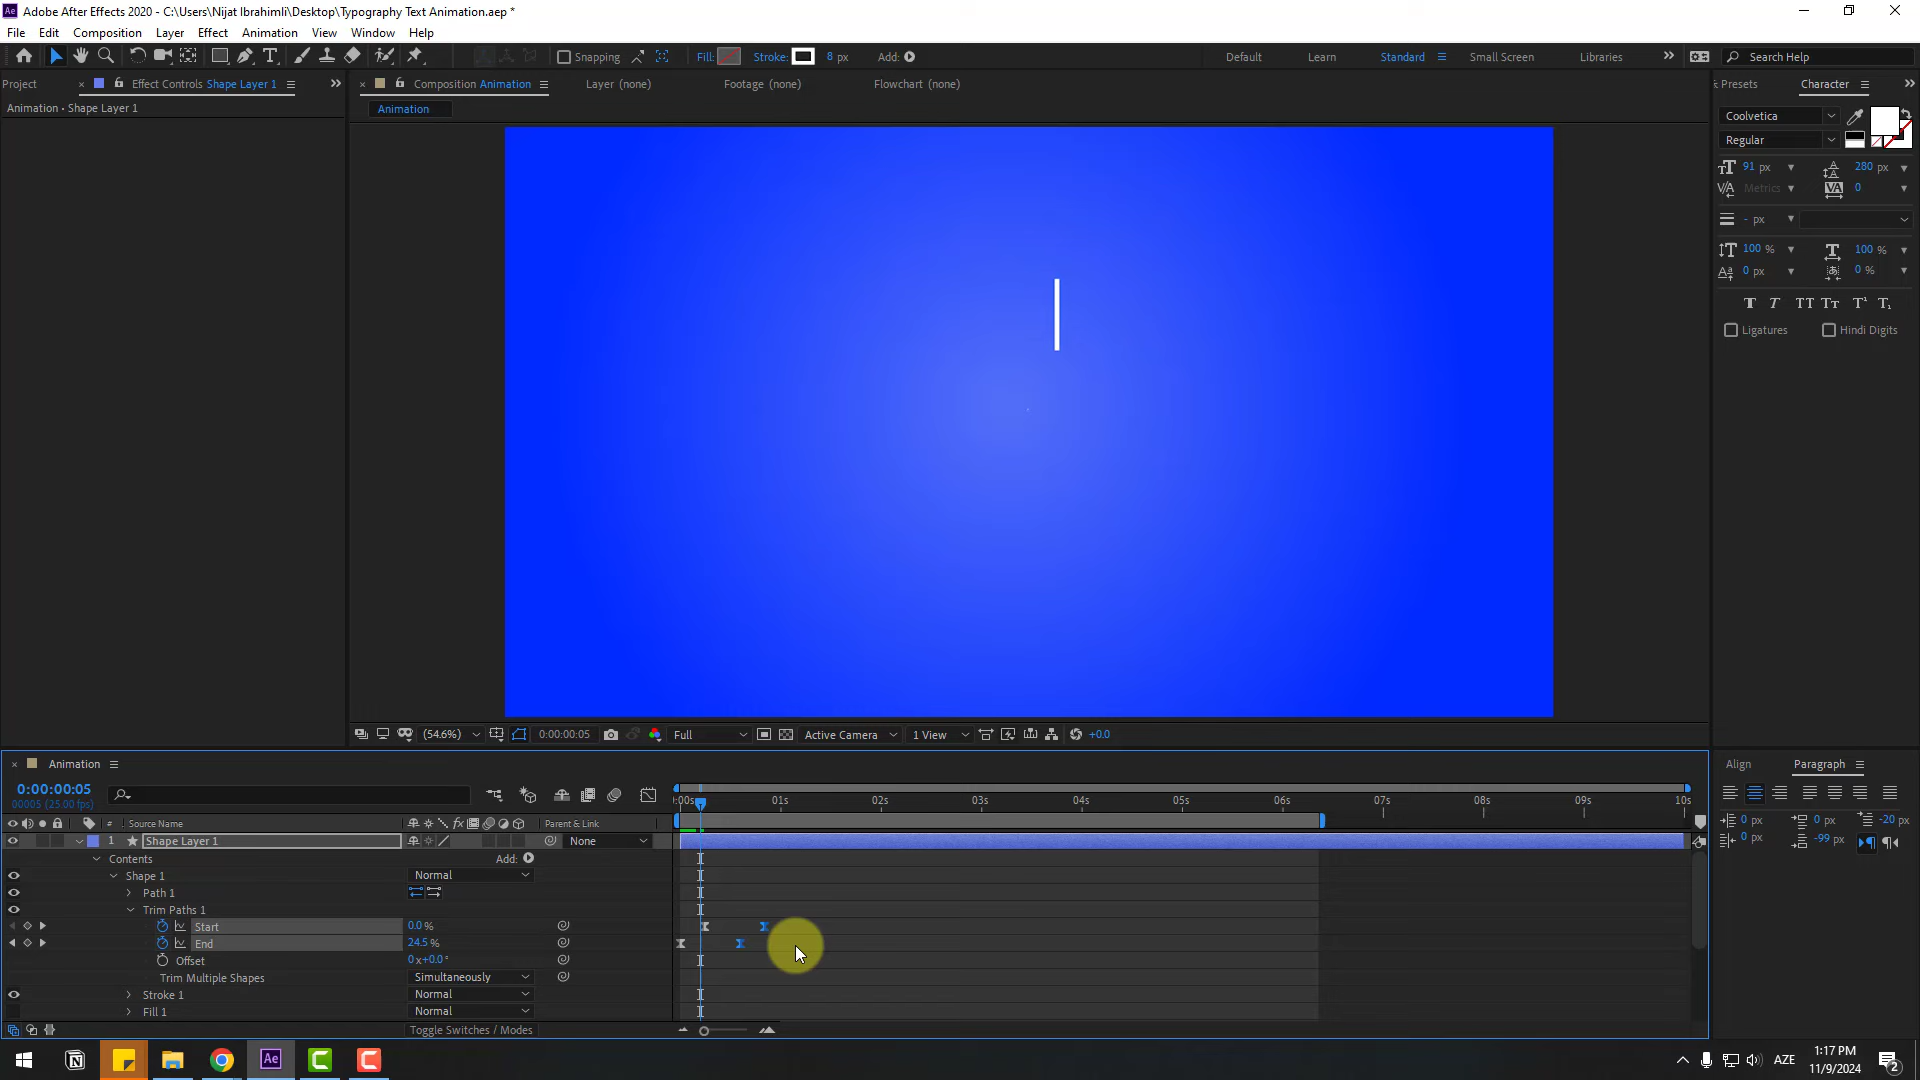 Adobe After Effects 2020 - C:\Users\Nijat Ibrahimli\Desktop\Typography Text Animation.aep *
File Edit Composition Layer Effect Animation View Window Help
Snapping Fill: Stroke: 8 px Add: Default Learn Standard Small Screen Libraries Search Help
Project Effect Controls Shape Layer 1 Composition Animation Layer (none) Footage (none) Flowchart (none) Presets Character
Animation • Shape Layer 1 Animation
Coolvetica
Regular
91 px 280 px
Metrics 0
- px
100 % 100 %
0 px 0 %
Ligatures Hindi Digits
(54.6%) 0:00:00:05 Full Active Camera 1 View +0.0
Animation Align Paragraph
0:00:00:05
00005 (25.00 fps)
:00s 01s 02s 03s 04s 05s 06s 07s 08s 09s 10s
# Source Name Parent & Link
0 px 0 px -20 px
0 px -99 px
1 Shape Layer 1 None
Contents Add:
Shape 1 Normal
Path 1
Trim Paths 1
Start 0.0 %
End 24.5 %
Offset 0x+0.0°
Trim Multiple Shapes Simultaneously
Stroke 1 Normal
Fill 1 Normal
Toggle Switches / Modes
AZE 1:17 PM
11/9/2024 2